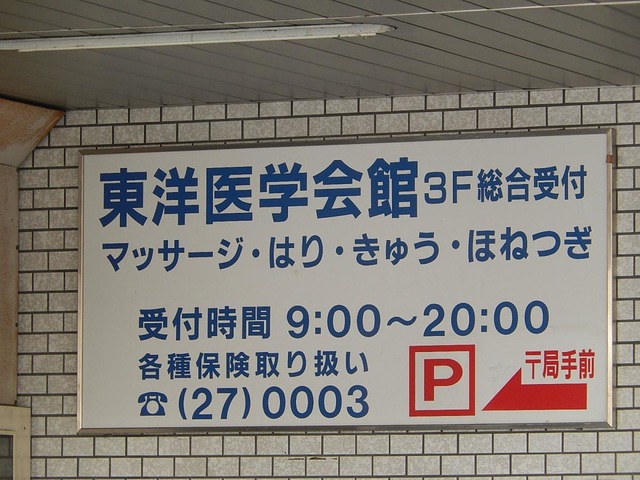 東洋医学会館 3F総合受付
マッサージ・はり・きゅう・ほねつぎ
受付時間 9:00～20:00
各種保険取り扱い
☎ (27) 0003
P
〒局手前